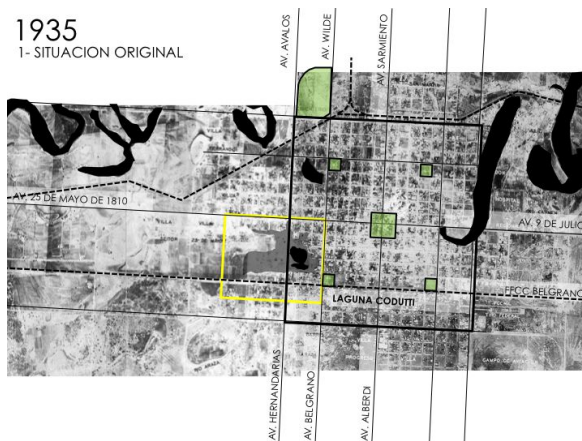 1935
1- SITUACION ORIGINAL
AV. AVALOS
AV. WILDE
AV. SARMIENTO
AV. 25 DE MAYO DE 1810
AV. 9 DE JULIO
FFCC BELGRANO
LAGUNA CODUTTI
AV. HERNANDARIAS
AV. BELGRANO
AV. ALBERDI